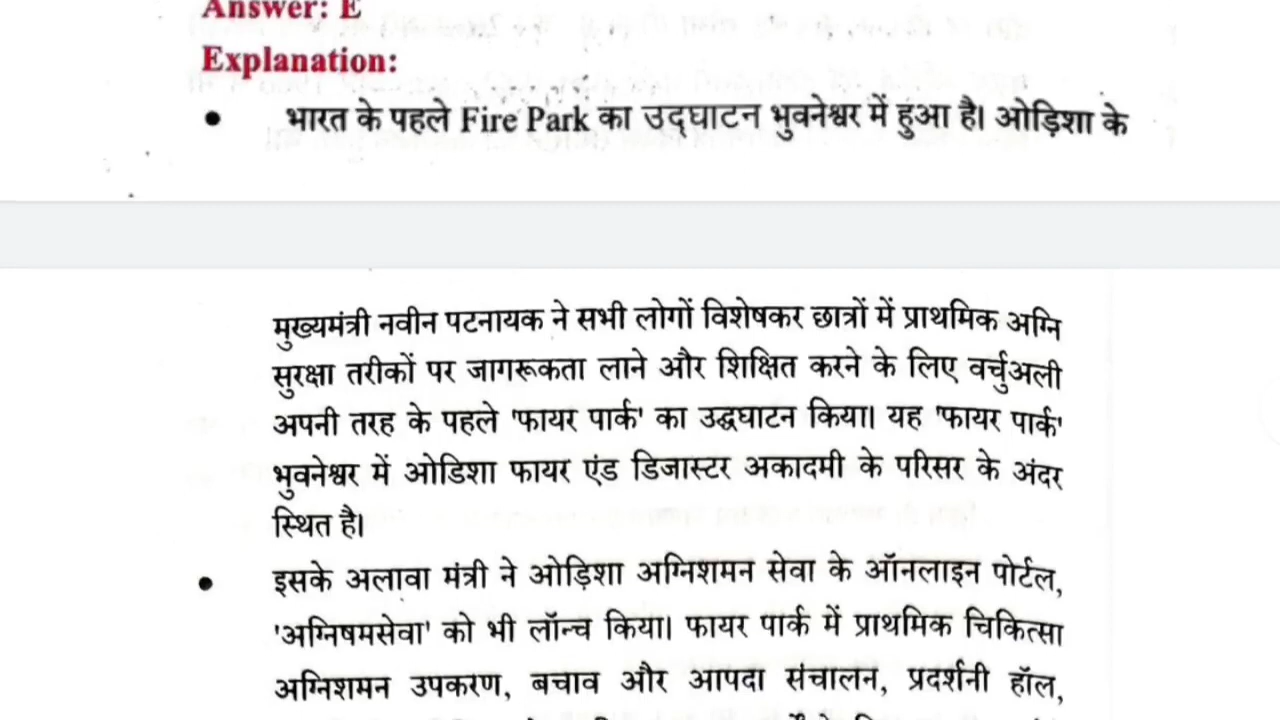 Answer: E
Explanation:
● भारत के पहले Fire Park का उद्घाटन भुवनेश्वर में हुआ है। ओड़िशा के
मुख्यमंत्री नवीन पटनायक ने सभी लोगों विशेषकर छात्रों में प्राथमिक अग्नि
सुरक्षा तरीकों पर जागरूकता लाने और शिक्षित करने के लिए वर्चुअली
अपनी तरह के पहले 'फायर पार्क' का उद्घघाटन किया। यह 'फायर पार्क'
भुवनेश्वर में ओडिशा फायर एंड डिजास्टर अकादमी के परिसर के अंदर
स्थित है।
● इसके अलावा मंत्री ने ओड़िशा अग्निशमन सेवा के ऑनलाइन पोर्टल,
'अग्निषमसेवा' को भी लॉन्च किया। फायर पार्क में प्राथमिक चिकित्सा
अग्निशमन उपकरण, बचाव और आपदा संचालन, प्रदर्शनी हॉल,